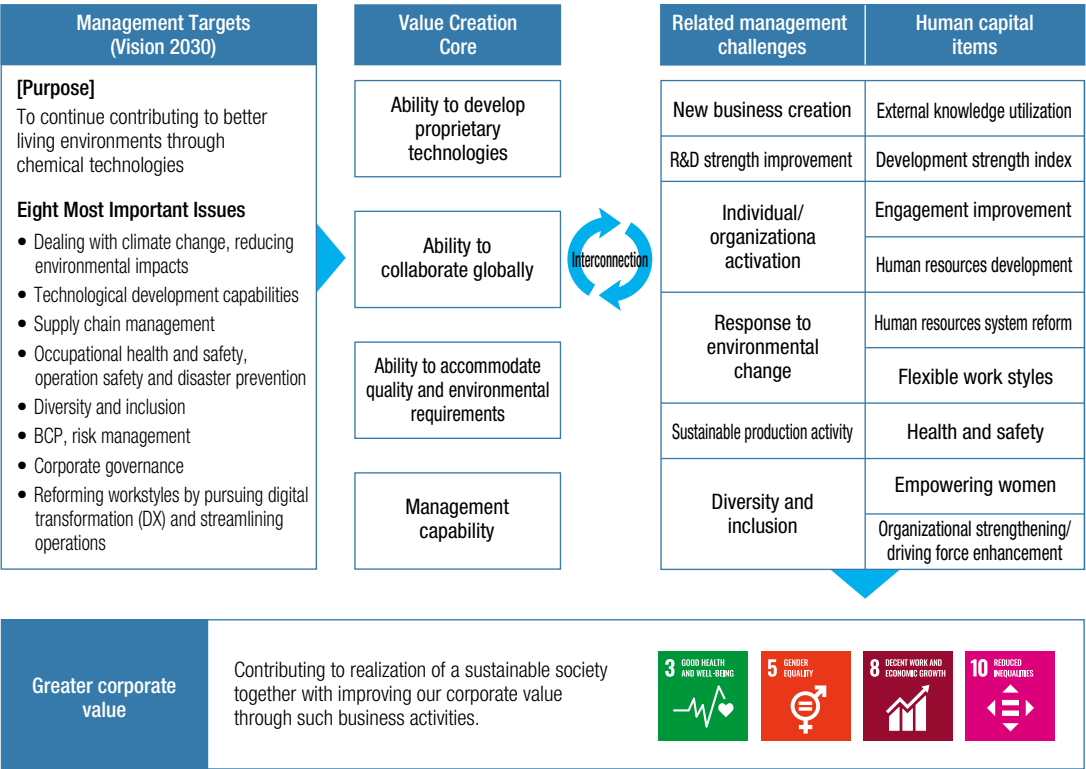 Management Targets
(Vision 2030)
[Purpose]
To continue contributing to better
living environments through
chemical technologies
Eight Most Important Issues
• Dealing with climate change, reducing
environmental impacts
• Technological development capabilities
• Supply chain management
• Occupational health and safety,
operation safety and disaster prevention
• Diversity and inclusion
• BCP, risk management
• Corporate governance
• Reforming workstyles by pursuing digital
transformation (DX) and streamlining
operations
Value Creation
Core
Ability to develop
proprietary
technologies
Ability to
collaborate globally
Ability to accommodate
quality and environmental
requirements
Management
capability
Interconnection
Related management
challenges
Human capital
items
New business creation
External knowledge utilization
R&D strength improvement
Development strength index
Individual/
organizationa
activation
Engagement improvement
Human resources development
Response to
environmental
change
Human resources system reform
Flexible work styles
Sustainable production activity
Health and safety
Diversity and
inclusion
Empowering women
Organizational strengthening/
driving force enhancement
Greater corporate
value
Contributing to realization of a sustainable society
together with improving our corporate value
through such business activities.
3 GOOD HEALTH
AND WELL-BEING
5 GENDER
EQUALITY
8 DECENT WORK AND
ECONOMIC GROWTH
10 REDUCED
INEQUALITIES